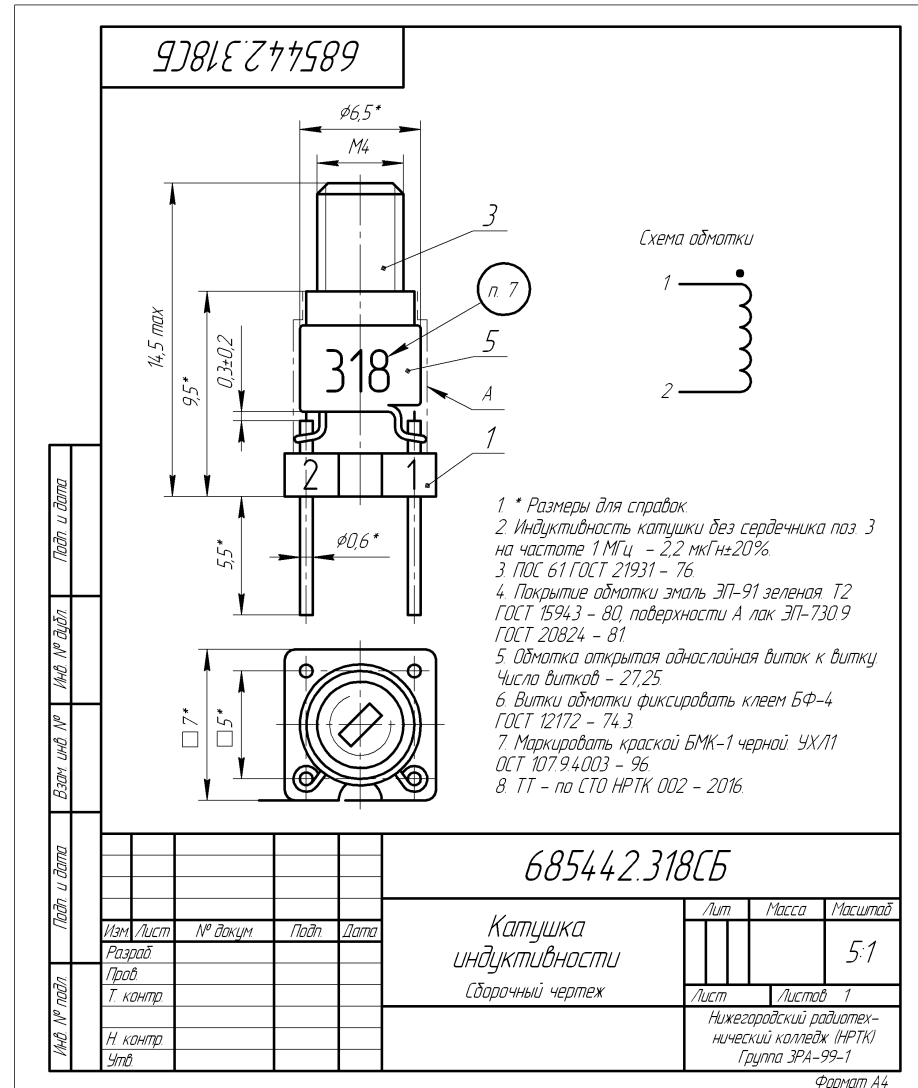 685442.318СБ
φ6,5*
М4
3
Схема обмотки
1
п. 7
14,5 max
9,5*
0,3±0,2
318
5
2
А
1
2
1
φ0,6*
5,5*
1. * Размеры для справок.
2. Индуктивность катушки без сердечника поз. 3
на частоте 1 МГц – 2,2 мкГн±20%.
3. ПОС 61 ГОСТ 21931 – 76.
4. Покрытие обмотки эмаль ЭП-91 зеленая. Т2
ГОСТ 15943 – 80, поверхности А лак ЭП-730.9
ГОСТ 20824 – 81.
5. Обмотка открытая однослойная виток к витку.
Число витков – 27,25.
6. Витки обмотки фиксировать клеем БФ-4
ГОСТ 12172 – 74.3.
7. Маркировать краской БМК-1 черной. УХЛ1
ОСТ 107.9.4003 – 96.
8. ТТ – по СТО НРТК 002 – 2016.
□7*
□5*
Подп. и дата
Инв. № дубл.
Взам. инв. №
Подп. и дата
Инв. № подл.
685442.318СБ
Изм. Лист № докум. Подп. Дата
Разраб.
Пров.
Т. контр.
Н. контр.
Утв.
Катушка
индуктивности
Сборочный чертеж
Лит. Масса Масштаб
5:1
Лист Листов 1
Нижегородский радиотех-
нический колледж (НРТК)
Группа ЗРА-99-1
Формат А4